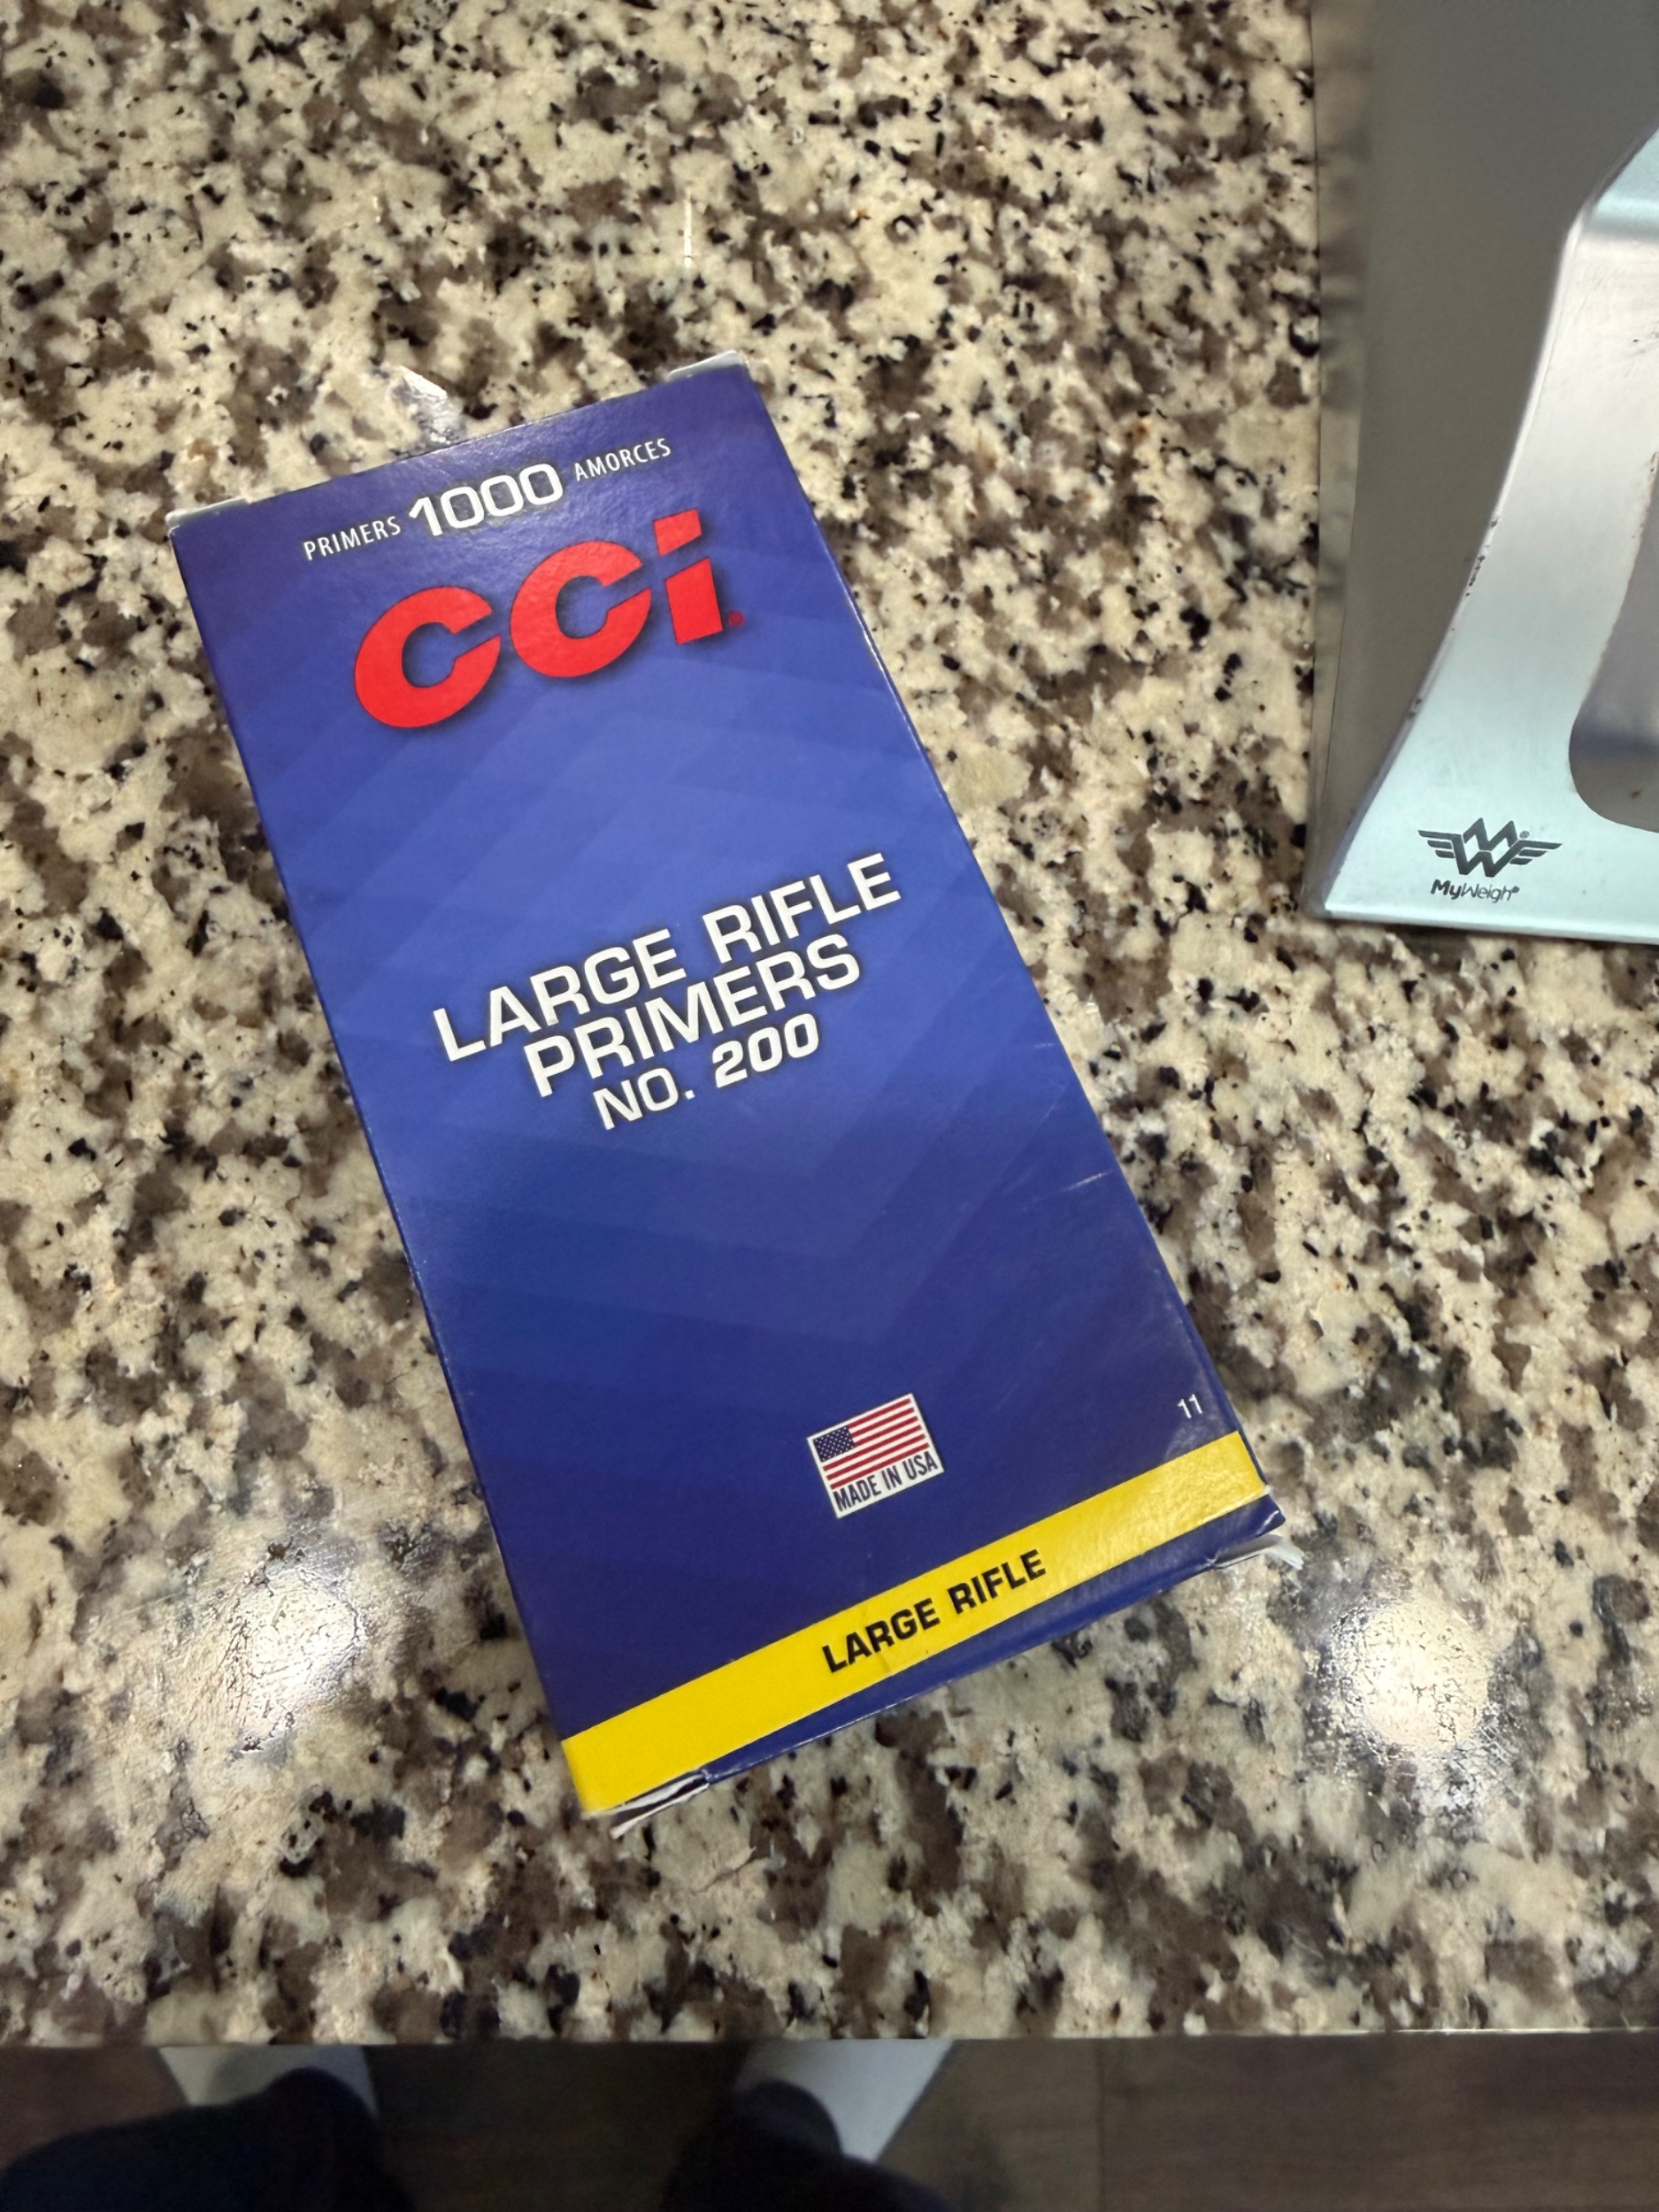 PRIMERS 1000 AMORCES
CCI®
LARGE RIFLE
PRIMERS
NO. 200
MADE IN USA
11
LARGE RIFLE
MyWeigh®